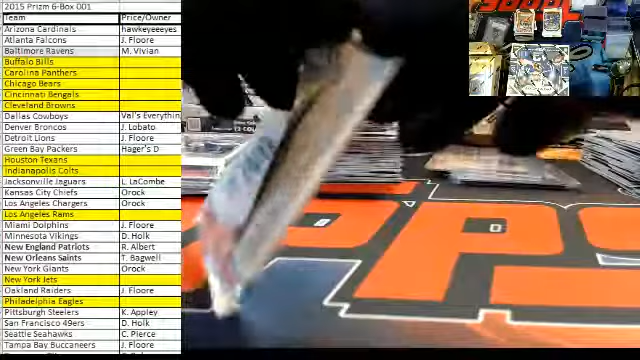 2015 Prizm 6-Box 001
Team Price/Owner
Arizona Cardinals hawkeyeeyes
Atlanta Falcons J. Floore
Baltimore Ravens M. Vivian
Buffalo Bills
Carolina Panthers
Chicago Bears
Cincinnati Bengals
Cleveland Browns
Dallas Cowboys Val's Everythin
Denver Broncos J. Lobato
Detroit Lions J. Floore
Green Bay Packers Hager's D
Houston Texans
Indianapolis Colts
Jacksonville Jaguars L. LaCombe
Kansas City Chiefs Orock
Los Angeles Chargers Orock
Los Angeles Rams
Miami Dolphins J. Floore
Minnesota Vikings D. Holk
New England Patriots R. Albert
New Orleans Saints T. Bagwell
New York Giants Orock
New York Jets
Oakland Raiders J. Floore
Philadelphia Eagles
Pittsburgh Steelers K. Appley
San Francisco 49ers D. Holk
Seattle Seahawks C. Pierce
Tampa Bay Buccaneers J. Floore